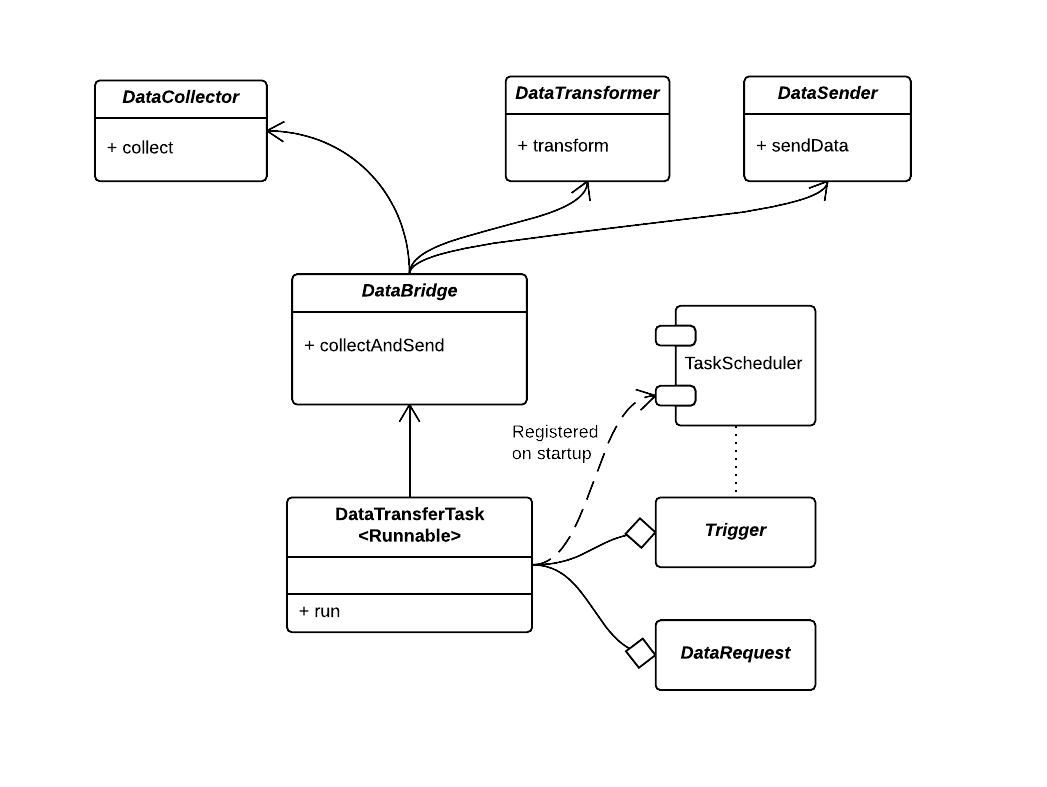 DataCollector
+ collect
DataTransformer
+ transform
DataSender
+ sendData
DataBridge
+ collectAndSend
TaskScheduler
Registered
on startup
DataTransferTask
<Runnable>
+ run
Trigger
DataRequest